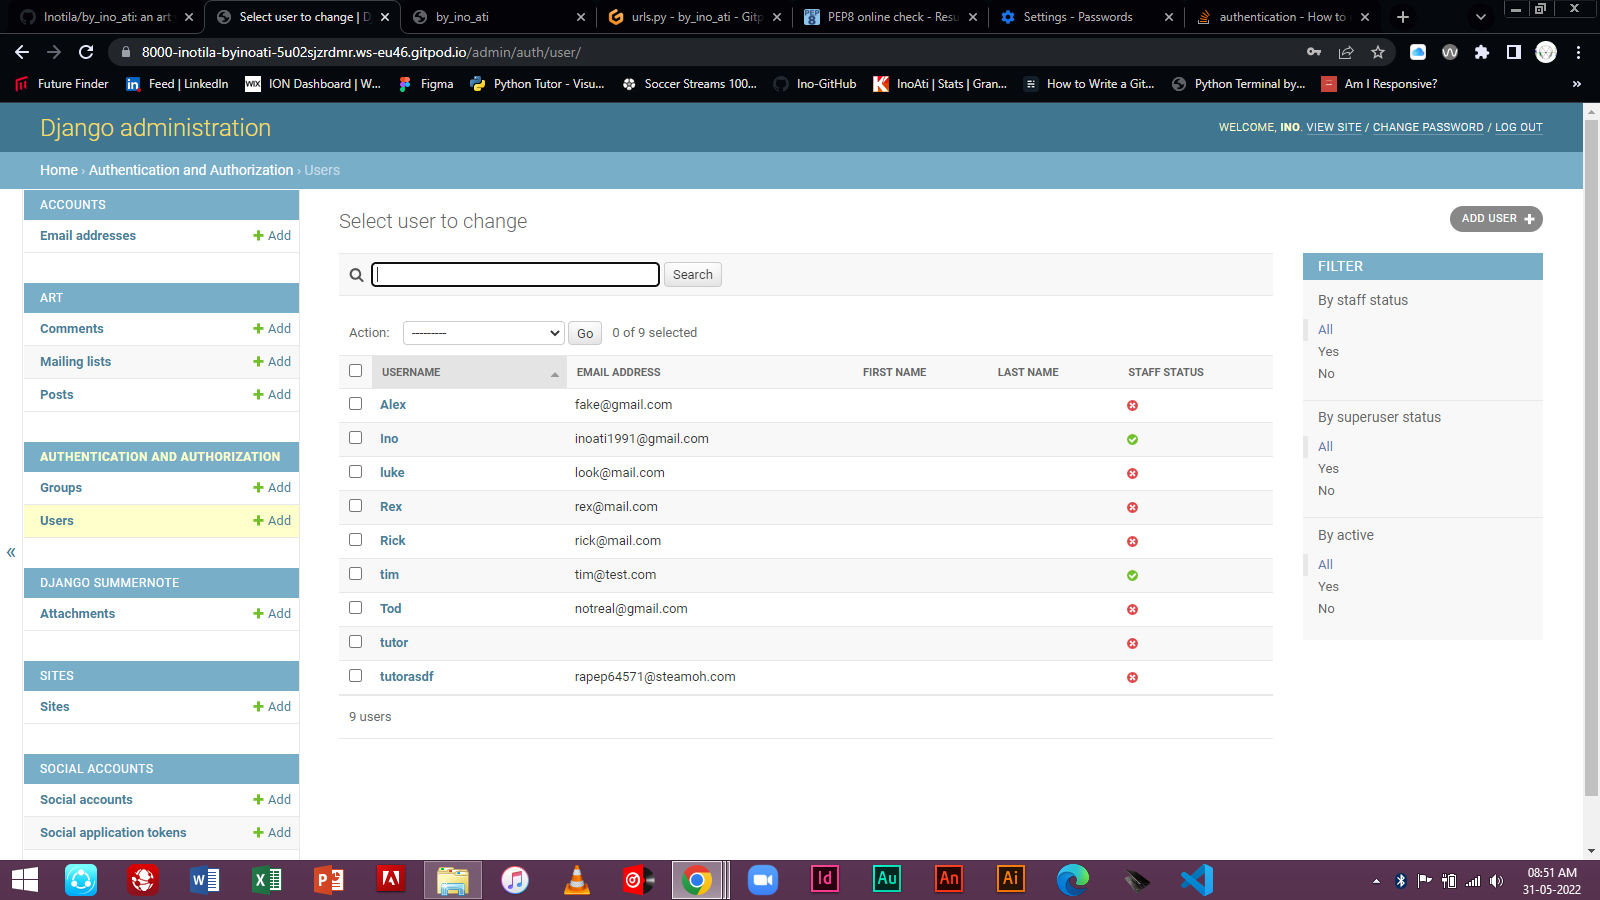 Inotila/by_ino_ati: an art
Select user to change | D
by_ino_ati
urls.py - by_ino_ati - Gitp
PEP8 online check - Resu
Settings - Passwords
authentication - How to
8000-inotila-byinoati-5u02sjzrdmr.ws-eu46.gitpod.io/admin/auth/user/
Future Finder
Feed | LinkedIn
WIX ION Dashboard | W...
Figma
Python Tutor - Visu...
Soccer Streams 100...
Ino-GitHub
InoAti | Stats | Gran...
How to Write a Git...
Python Terminal by...
Am I Responsive?
Django administration
WELCOME, INO. VIEW SITE / CHANGE PASSWORD / LOG OUT
Home › Authentication and Authorization › Users
ACCOUNTS
Email addresses + Add
ART
Comments + Add
Mailing lists + Add
Posts + Add
AUTHENTICATION AND AUTHORIZATION
Groups + Add
Users + Add
«
DJANGO SUMMERNOTE
Attachments + Add
SITES
Sites + Add
SOCIAL ACCOUNTS
Social accounts + Add
Social application tokens + Add
Select user to change
ADD USER +
Search
Action: --------- Go 0 of 9 selected
USERNAME EMAIL ADDRESS FIRST NAME LAST NAME STAFF STATUS
Alex fake@gmail.com
Ino inoati1991@gmail.com
luke look@mail.com
Rex rex@mail.com
Rick rick@mail.com
tim tim@test.com
Tod notreal@gmail.com
tutor
tutorasdf rapep64571@steamoh.com
9 users
FILTER
By staff status
All
Yes
No
By superuser status
All
Yes
No
By active
All
Yes
No
Id
Au
An
Ai
08:51 AM
31-05-2022